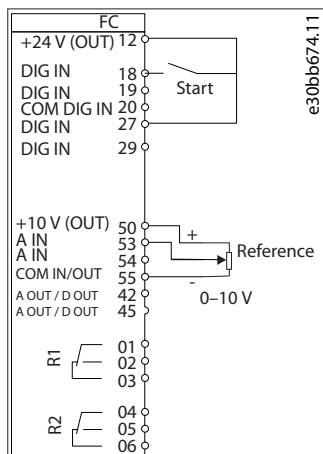 FC
+24 V (OUT) 12
DIG IN 18
DIG IN 19
COM DIG IN 20
DIG IN 27
DIG IN 29
Start
+10 V (OUT) 50
A IN 53
A IN 54
COM IN/OUT 55
A OUT / D OUT 42
A OUT / D OUT 45
+
Reference
-
0–10 V
R1
01
02
03
R2
04
05
06
e30bb674.11